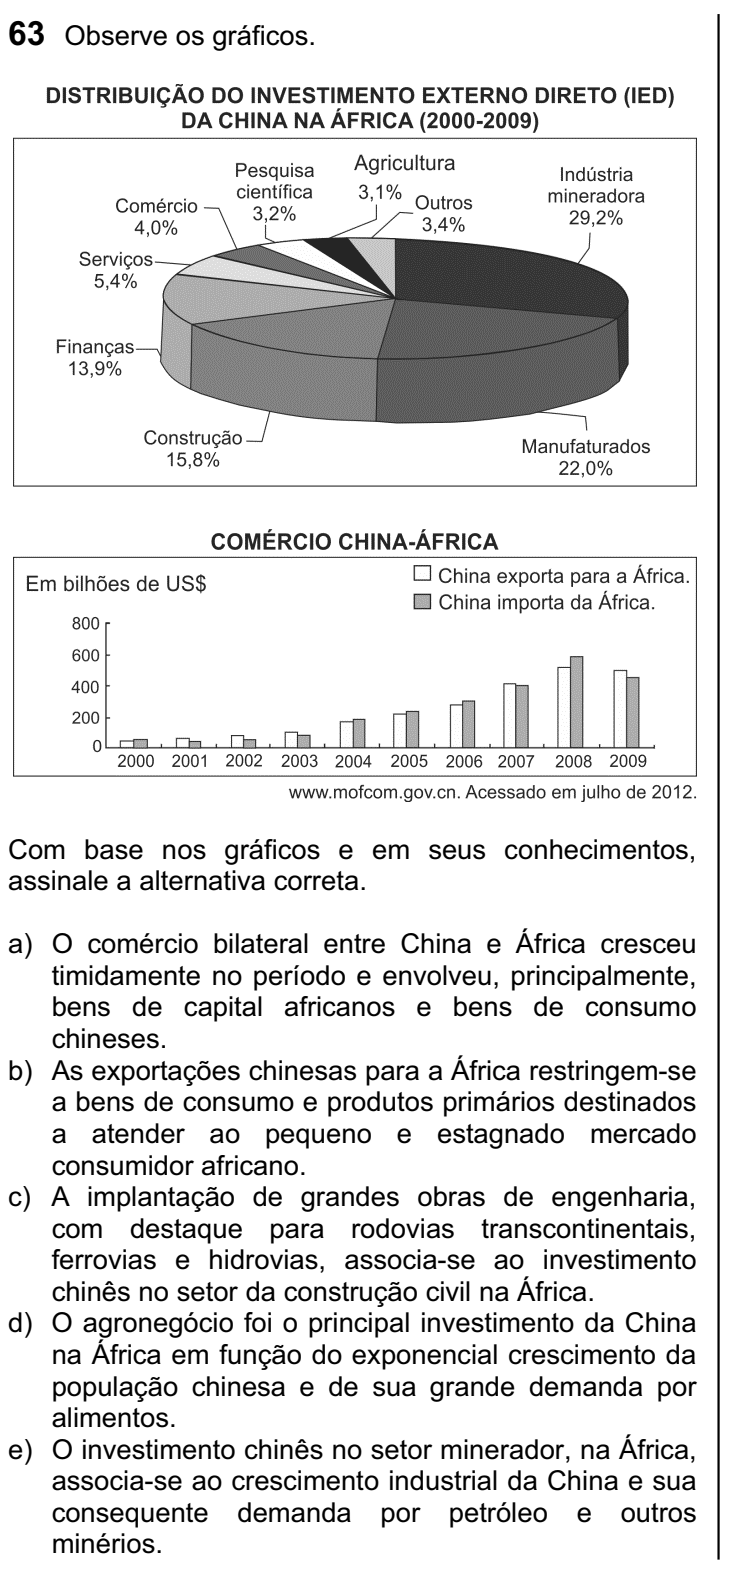 63 Observe os gráficos.
DISTRIBUIÇÃO DO INVESTIMENTO EXTERNO DIRETO (IED)
DA CHINA NA ÁFRICA (2000-2009)
Pesquisa
científica
3,2%
Agricultura
3,1%
Outros
3,4%
Indústria
mineradora
29,2%
Comércio
4,0%
Serviços
5,4%
Finanças
13,9%
Construção
15,8%
Manufaturados
22,0%
COMÉRCIO CHINA-ÁFRICA
Em bilhões de US$
China exporta para a África.
China importa da África.
800
600
400
200
0
2000 2001 2002 2003 2004 2005 2006 2007 2008 2009
www.mofcom.gov.cn. Acessado em julho de 2012.
Com base nos gráficos e em seus conhecimentos,
assinale a alternativa correta.
a) O comércio bilateral entre China e África cresceu
timidamente no período e envolveu, principalmente,
bens de capital africanos e bens de consumo
chineses.
b) As exportações chinesas para a África restringem-se
a bens de consumo e produtos primários destinados
a atender ao pequeno e estagnado mercado
consumidor africano.
c) A implantação de grandes obras de engenharia,
com destaque para rodovias transcontinentais,
ferrovias e hidrovias, associa-se ao investimento
chinês no setor da construção civil na África.
d) O agronegócio foi o principal investimento da China
na África em função do exponencial crescimento da
população chinesa e de sua grande demanda por
alimentos.
e) O investimento chinês no setor minerador, na África,
associa-se ao crescimento industrial da China e sua
consequente demanda por petróleo e outros
minérios.